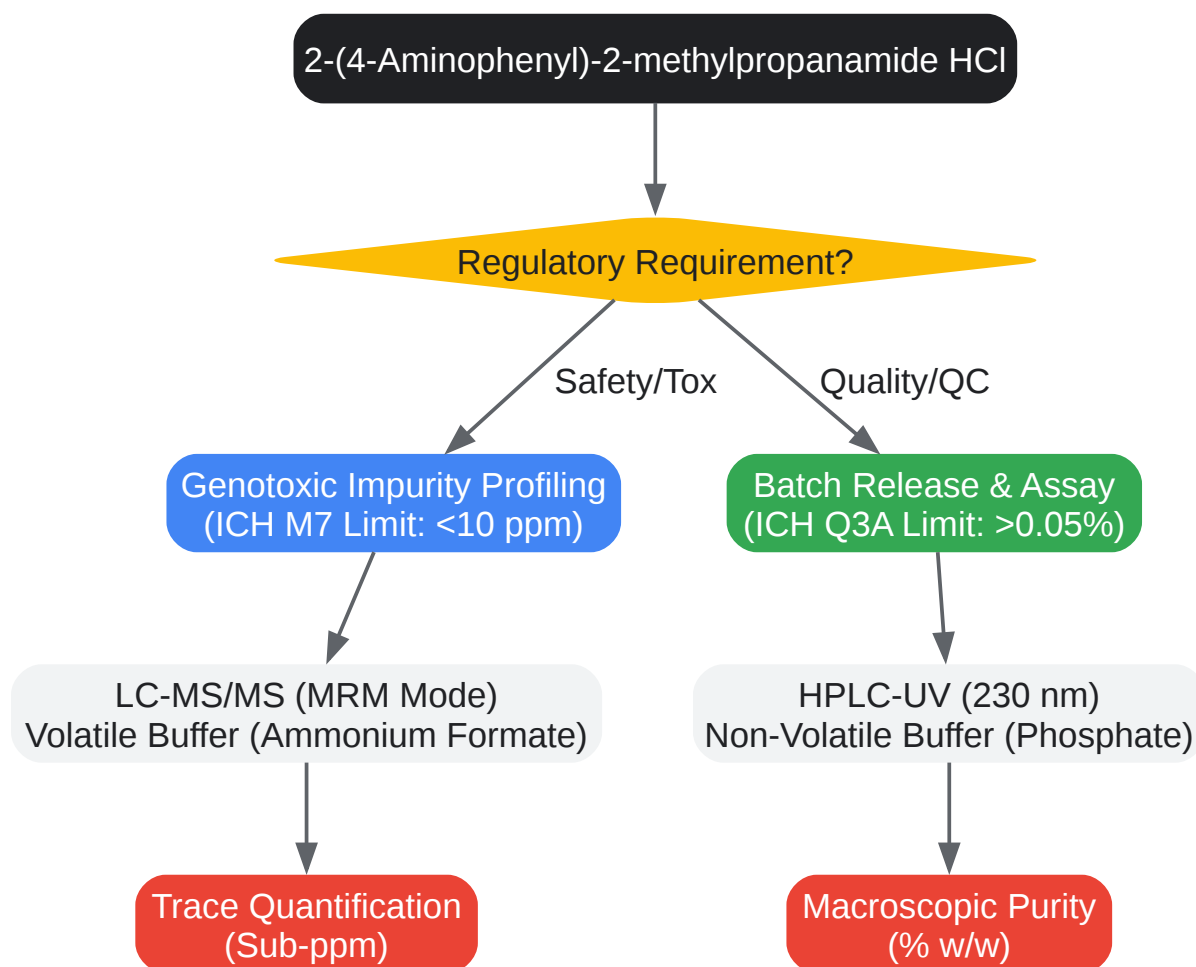 2-(4-Aminophenyl)-2-methylpropanamide HCl
Regulatory Requirement?
Safety/Tox
Quality/QC
Genotoxic Impurity Profiling
(ICH M7 Limit: <10 ppm)
Batch Release & Assay
(ICH Q3A Limit: >0.05%)
LC-MS/MS (MRM Mode)
Volatile Buffer (Ammonium Formate)
HPLC-UV (230 nm)
Non-Volatile Buffer (Phosphate)
Trace Quantification
(Sub-ppm)
Macroscopic Purity
(% w/w)